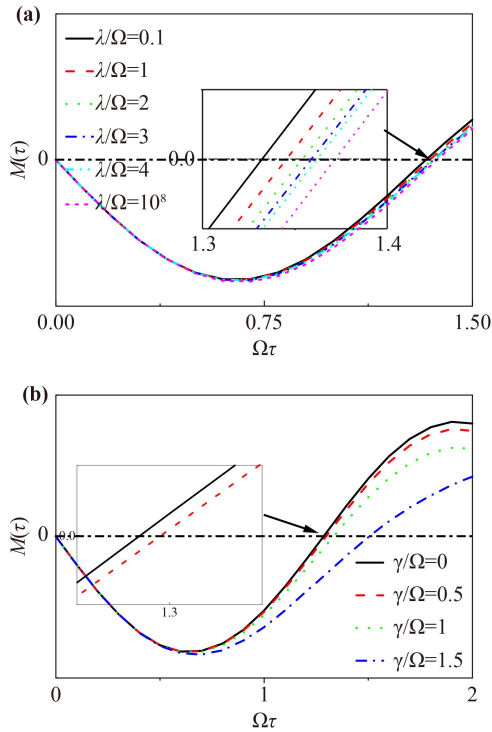 (a)
λ/Ω=0.1
λ/Ω=1
λ/Ω=2
λ/Ω=3
λ/Ω=4
λ/Ω=10⁸
M(τ)
0
0.0
1.3
1.4
0.00
0.75
1.50
Ωτ
(b)
M(τ)
0
0.0
1.3
γ/Ω=0
γ/Ω=0.5
γ/Ω=1
γ/Ω=1.5
0
1
2
Ωτ